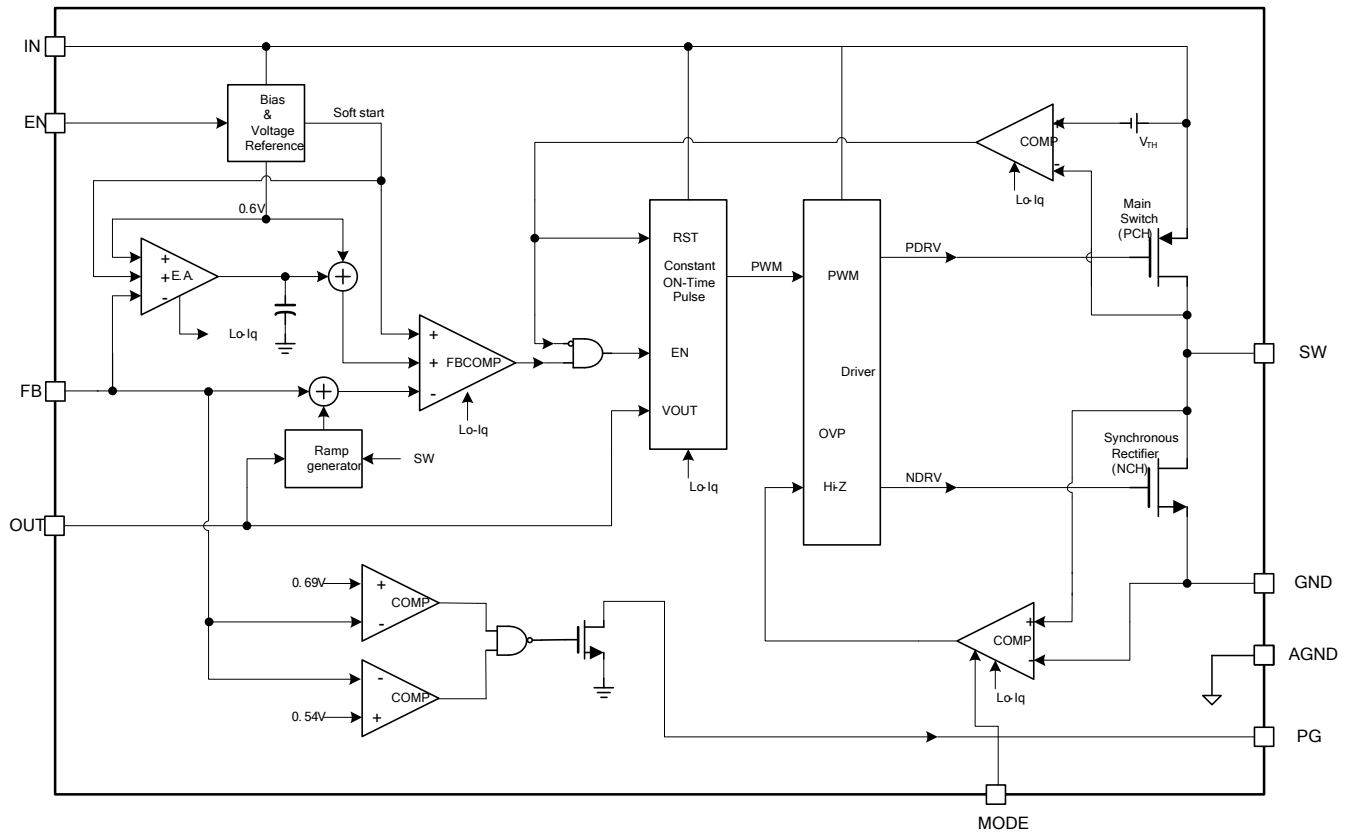 IN
Bias
&
Voltage
Reference
EN
Soft start
+
COMP
-
VTH
Lo-Iq
0.6V
Main
Switch
(PCH)
RST
Constant
ON-Time
Pulse
PWM
PWM
PDRV
+
+
-
E.A.
+
Lo-Iq
+
+
-
FBCOMP
Lo-Iq
EN
Driver
SW
FB
+
VOUT
OVP
Ramp
generator
SW
Synchronous
Rectifier
(NCH)
Lo-Iq
Hi-Z
NDRV
OUT
0.69V
+
COMP
-
GND
+
COMP
-
AGND
-
COMP
+
0.54V
Lo-Iq
PG
MODE